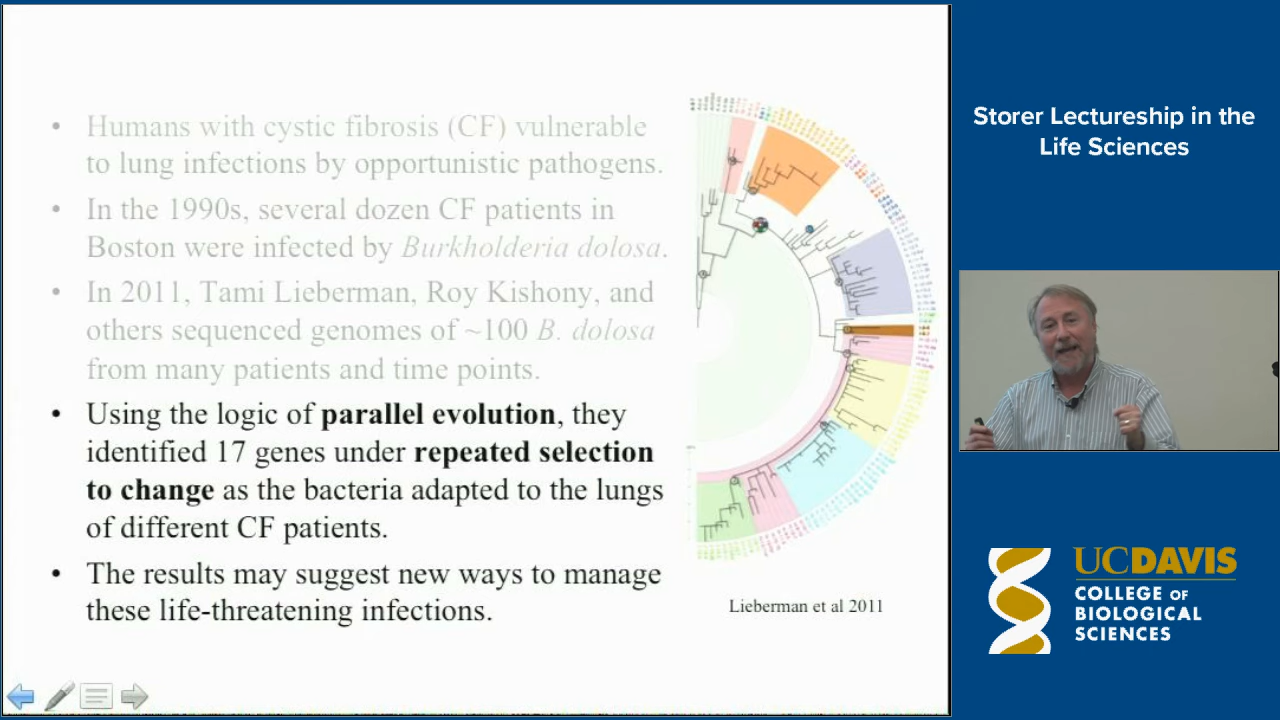 • Humans with cystic fibrosis (CF) vulnerable
to lung infections by opportunistic pathogens.
• In the 1990s, several dozen CF patients in
Boston were infected by Burkholderia dolosa.
• In 2011, Tami Lieberman, Roy Kishony, and
others sequenced genomes of ~100 B. dolosa
from many patients and time points.
• Using the logic of parallel evolution, they
identified 17 genes under repeated selection
to change as the bacteria adapted to the lungs
of different CF patients.
• The results may suggest new ways to manage
these life-threatening infections.
Lieberman et al 2011
Storer Lectureship in the
Life Sciences
UCDAVIS
COLLEGE OF
BIOLOGICAL
SCIENCES